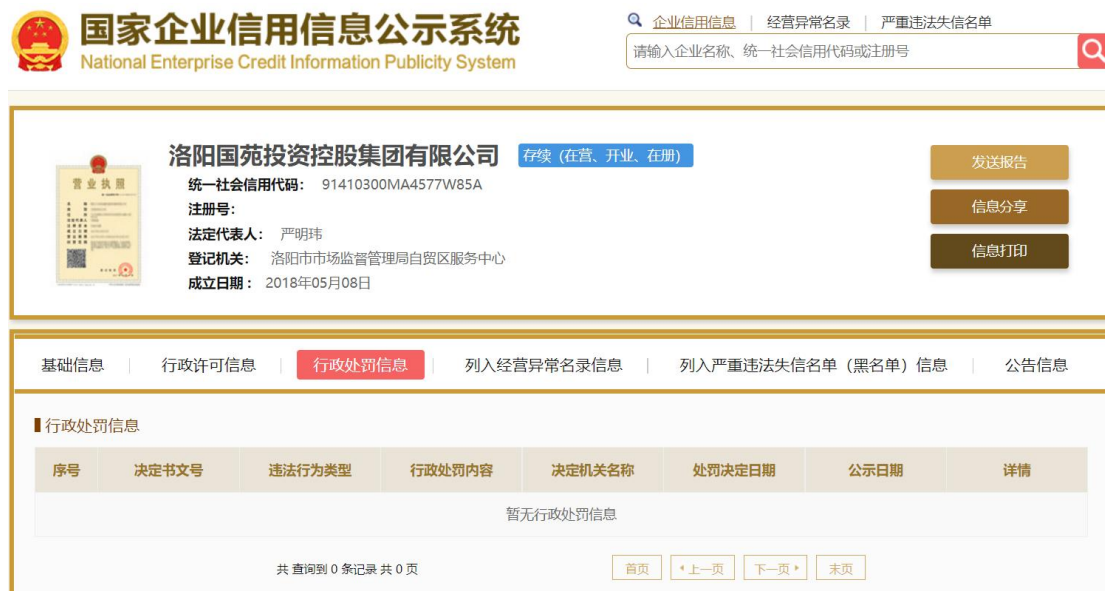 国家企业信用信息公示系统
National Enterprise Credit Information Publicity System
企业信用信息 | 经营异常名录 | 严重违法失信名单
请输入企业名称、统一社会信用代码或注册号
营业执照
洛阳国苑投资控股集团有限公司 存续（在营、开业、在册）
统一社会信用代码： 91410300MA4577W85A
注册号：
法定代表人： 严明玮
登记机关： 洛阳市市场监督管理局自贸区服务中心
成立日期： 2018年05月08日
发送报告
信息分享
信息打印
基础信息 | 行政许可信息 | 行政处罚信息 | 列入经营异常名录信息 | 列入严重违法失信名单（黑名单）信息 | 公告信息
行政处罚信息
序号 决定书文号 违法行为类型 行政处罚内容 决定机关名称 处罚决定日期 公示日期 详情
暂无行政处罚信息
共 查询到 0 条记录 共 0 页 首页 上一页 下一页 末页